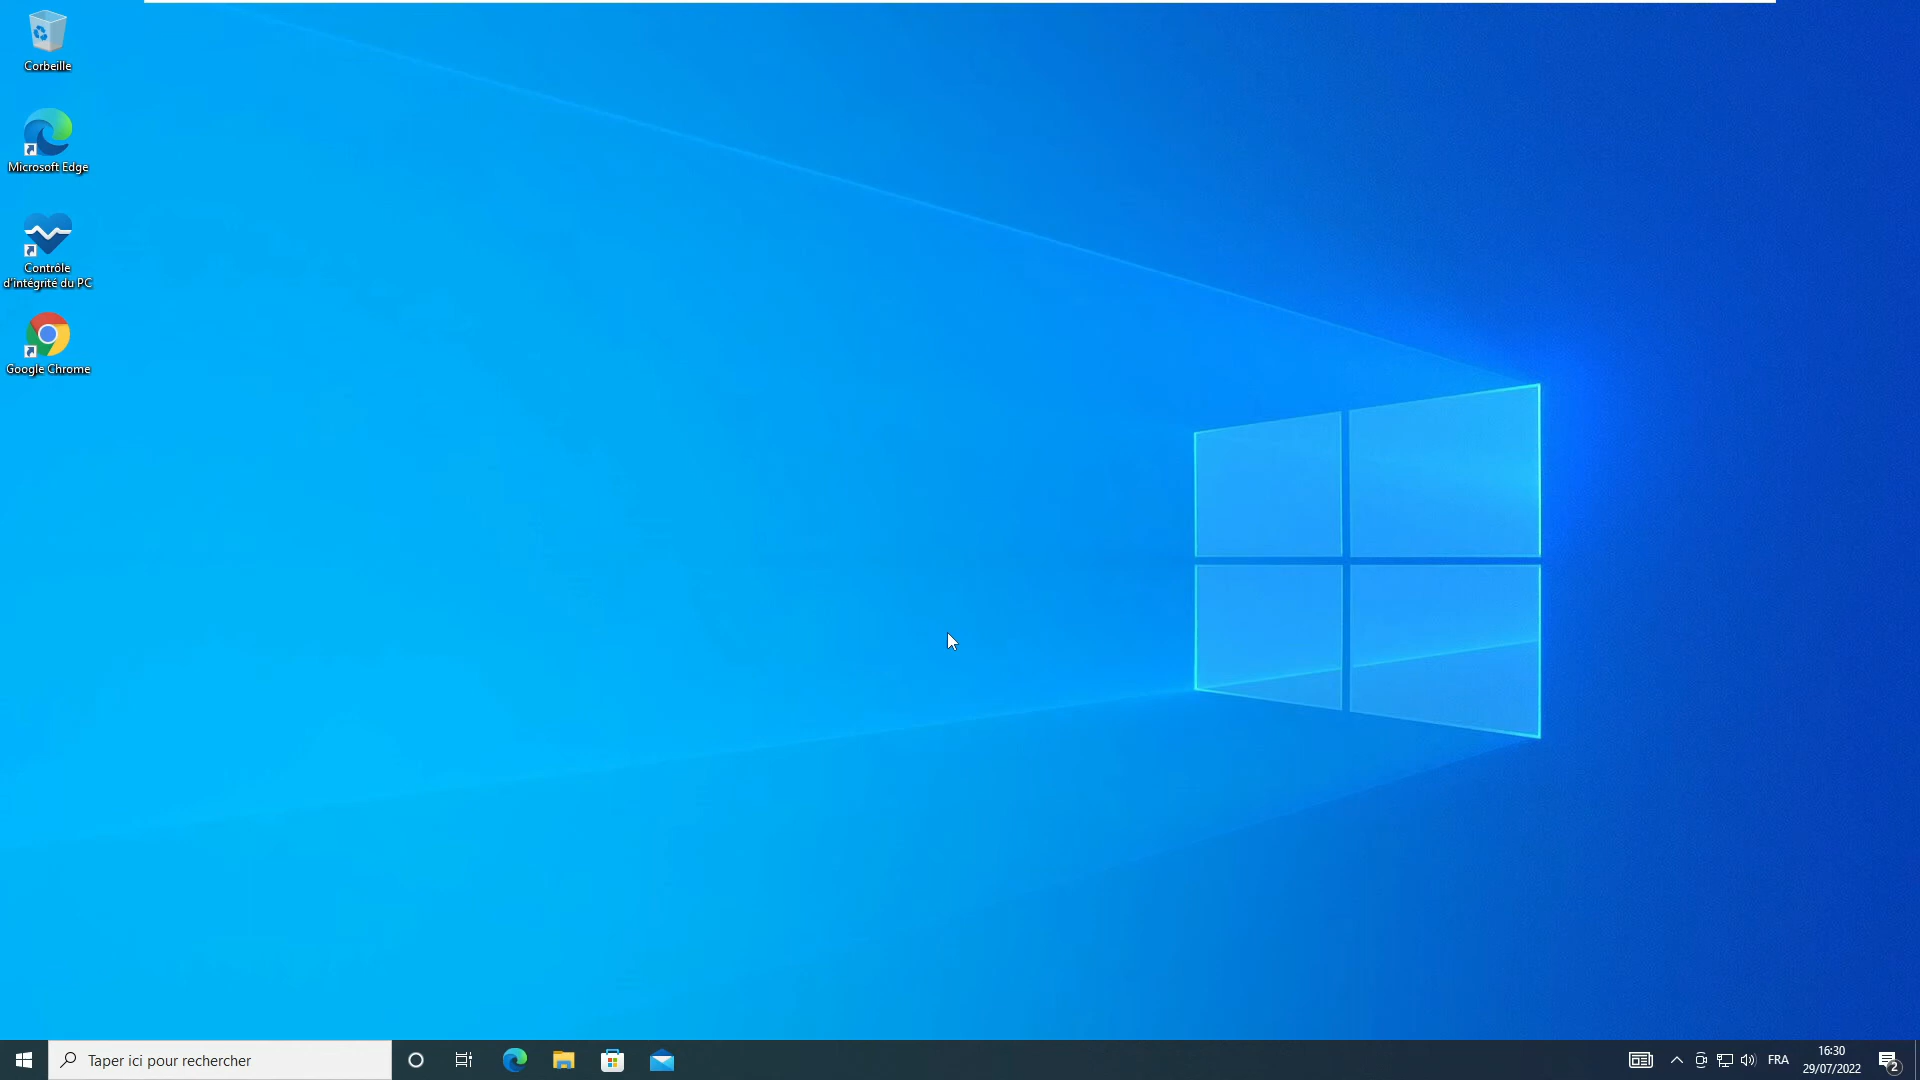 Corbeille
Microsoft Edge
Contrôle
d'intégrité du PC
Google Chrome
Taper ici pour rechercher
FRA
16:30
29/07/2022
2